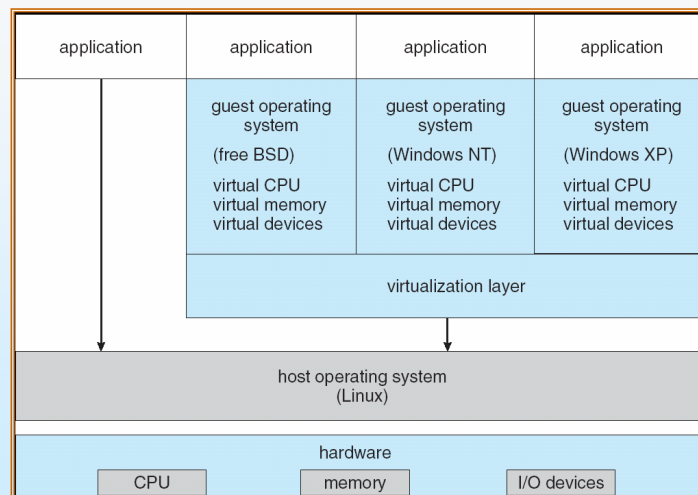 application
application
application
application
guest operating
system
(free BSD)
virtual CPU
virtual memory
virtual devices
guest operating
system
(Windows NT)
virtual CPU
virtual memory
virtual devices
guest operating
system
(Windows XP)
virtual CPU
virtual memory
virtual devices
virtualization layer
host operating system
(Linux)
hardware
CPU
memory
I/O devices